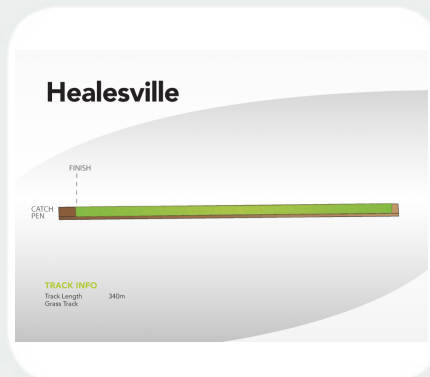 Healesville
FINISH
CATCH
PEN
TRACK INFO
Track Length 340m
Grass Track